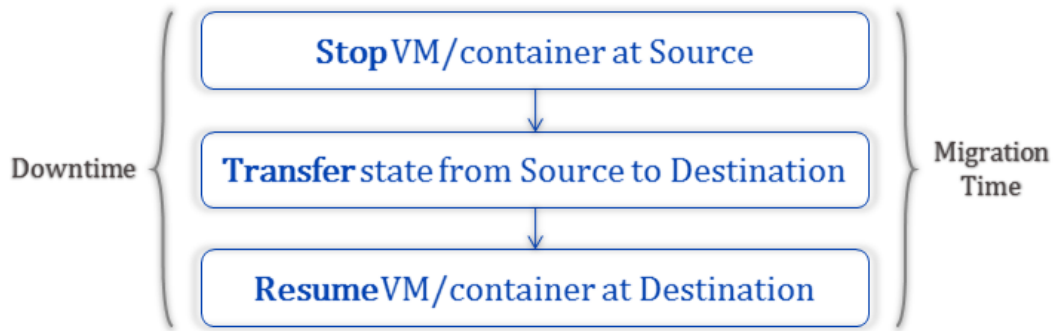 Stop VM/container at Source
Downtime
Transfer state from Source to Destination
Migration
Time
Resume VM/container at Destination